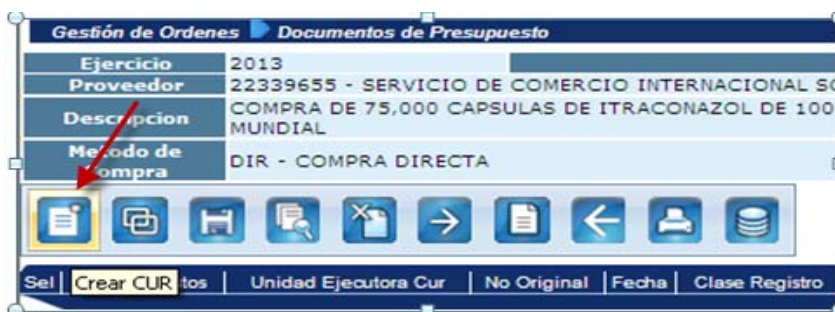 Gestión de Ordenes Documentos de Presupuesto
Ejercicio 2013
Proveedor 22339655 - SERVICIO DE COMERCIO INTERNACIONAL
Descripcion COMPRA DE 75,000 CAPSULAS DE ITRACONAZOL DE 100
MUNDIAL
Metodo de Compra DIR - COMPRA DIRECTA
Sel Crear CUR tos Unidad Ejecutora Cur No Original Fecha Clase Registro